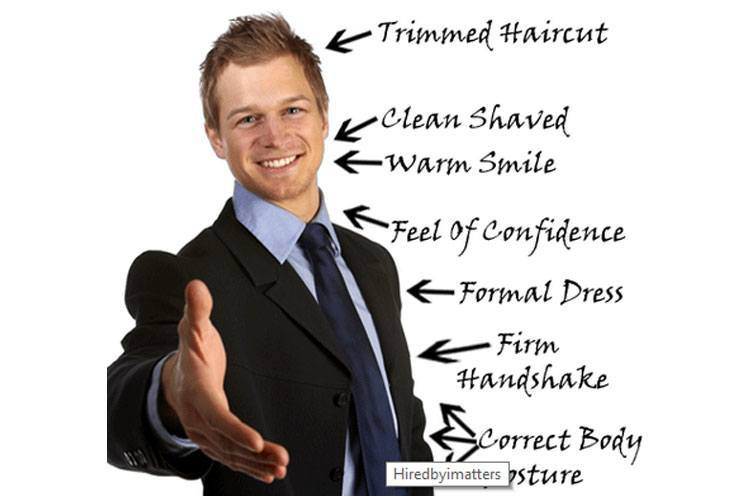 Trimmed Haircut
Clean Shaved
Warm Smile
Feel Of Confidence
Formal Dress
Firm
Handshake
Correct Body
Hiredbyimatters